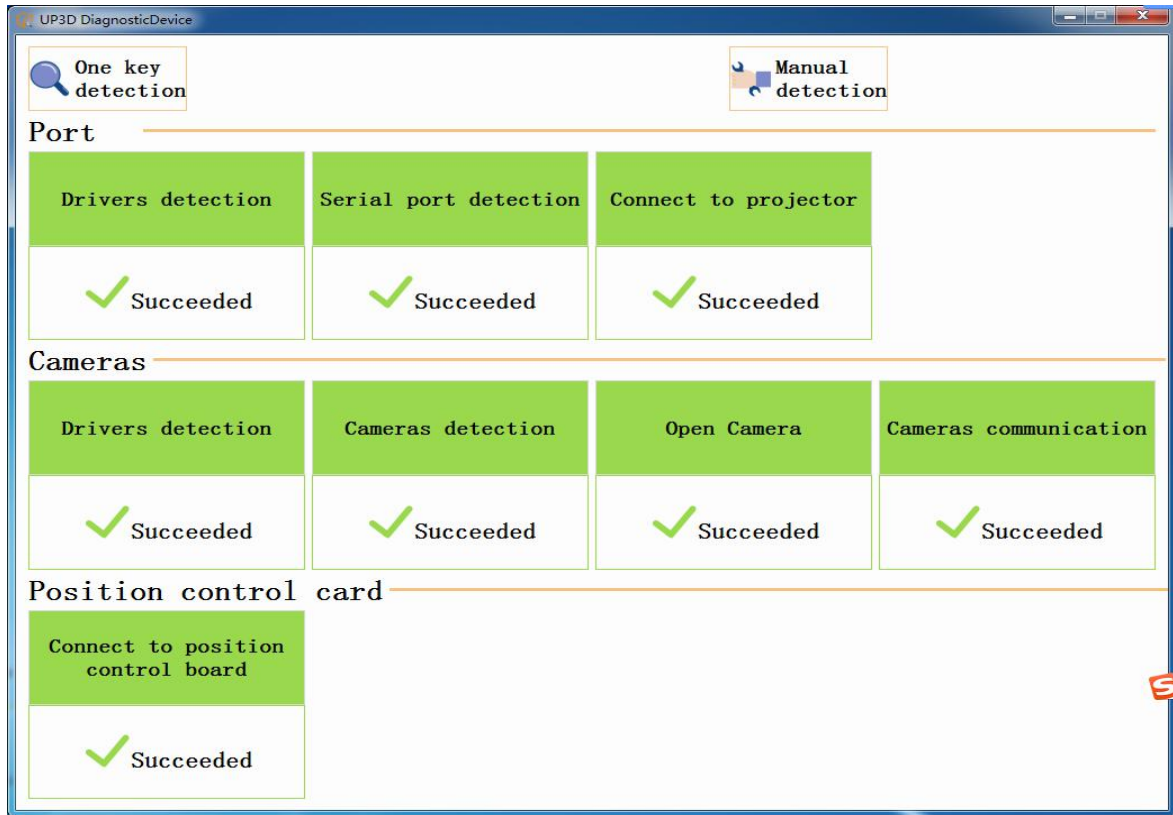 UP3D DiagnosticDevice
One key
detection
Manual
detection
Port
Drivers detection
Serial port detection
Connect to projector
Succeeded
Succeeded
Succeeded
Cameras
Drivers detection
Cameras detection
Open Camera
Cameras communication
Succeeded
Succeeded
Succeeded
Succeeded
Position control card
Connect to position
control board
Succeeded